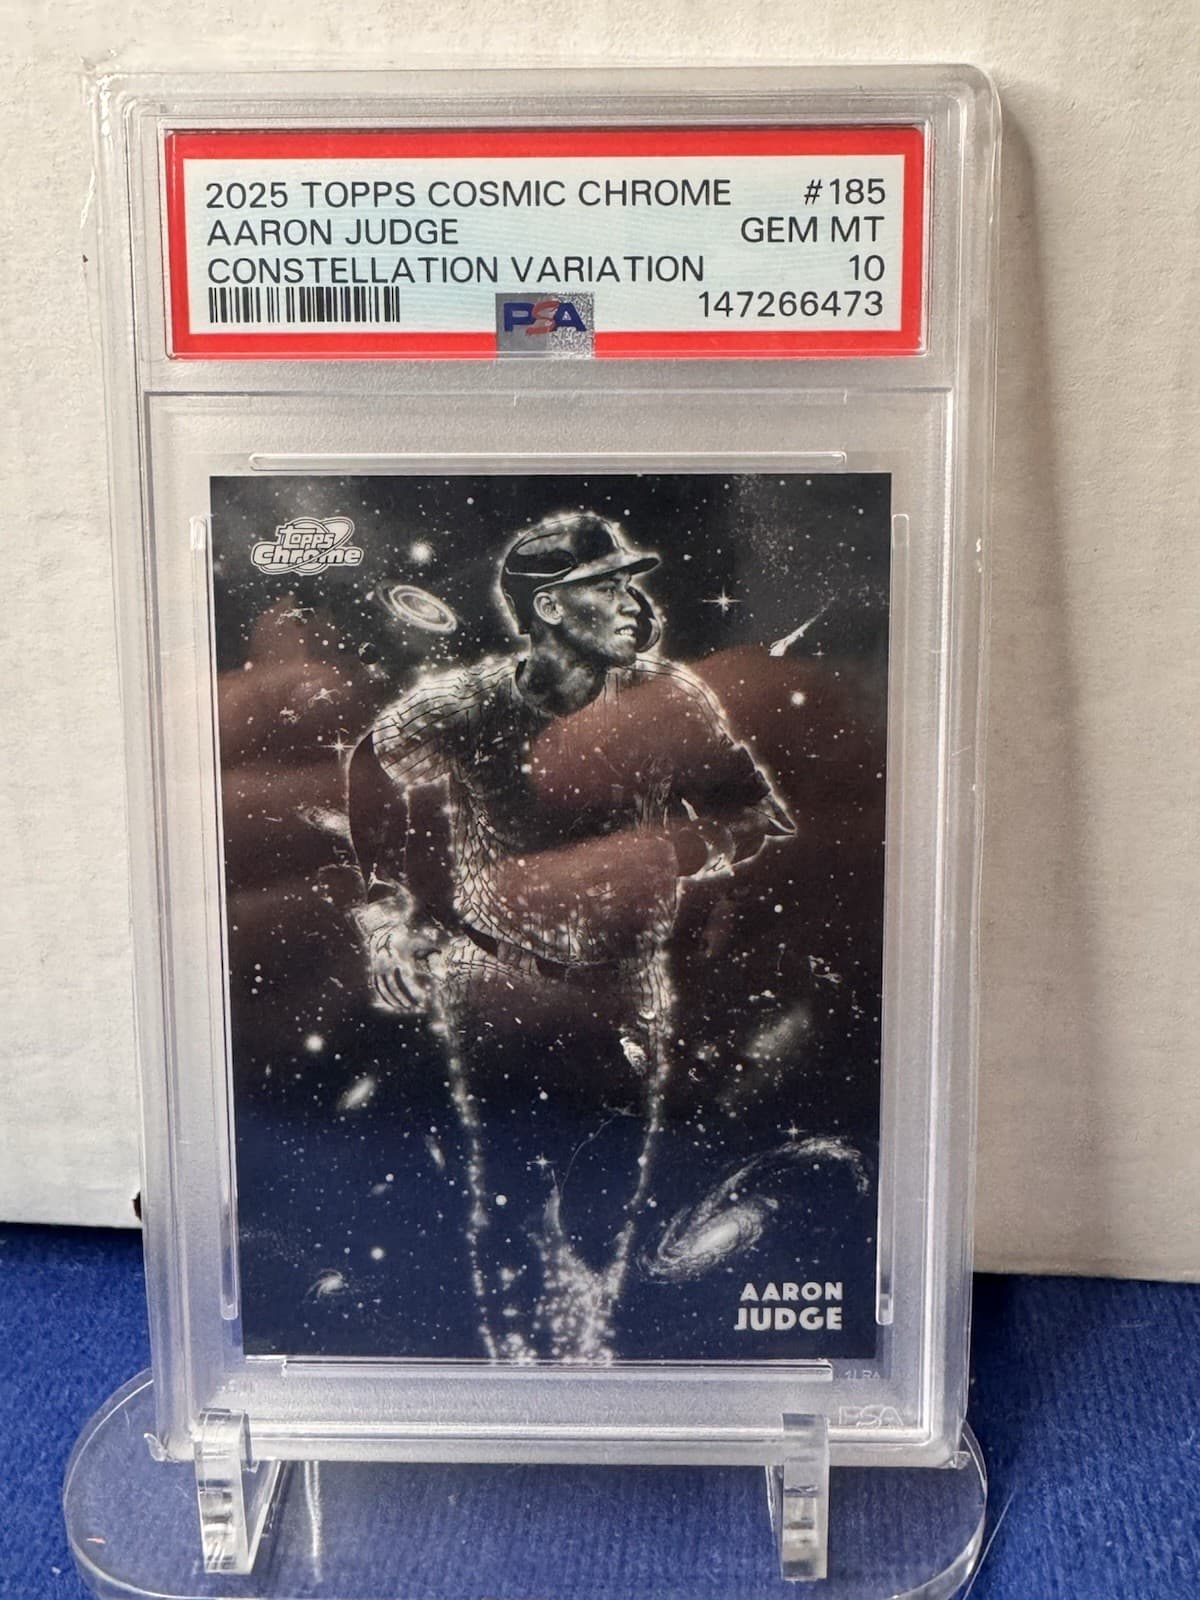 2025 TOPPS COSMIC CHROME #185
AARON JUDGE GEM MT
CONSTELLATION VARIATION 10
147266473
PSA
Topps
Chrome
AARON
JUDGE
PSA